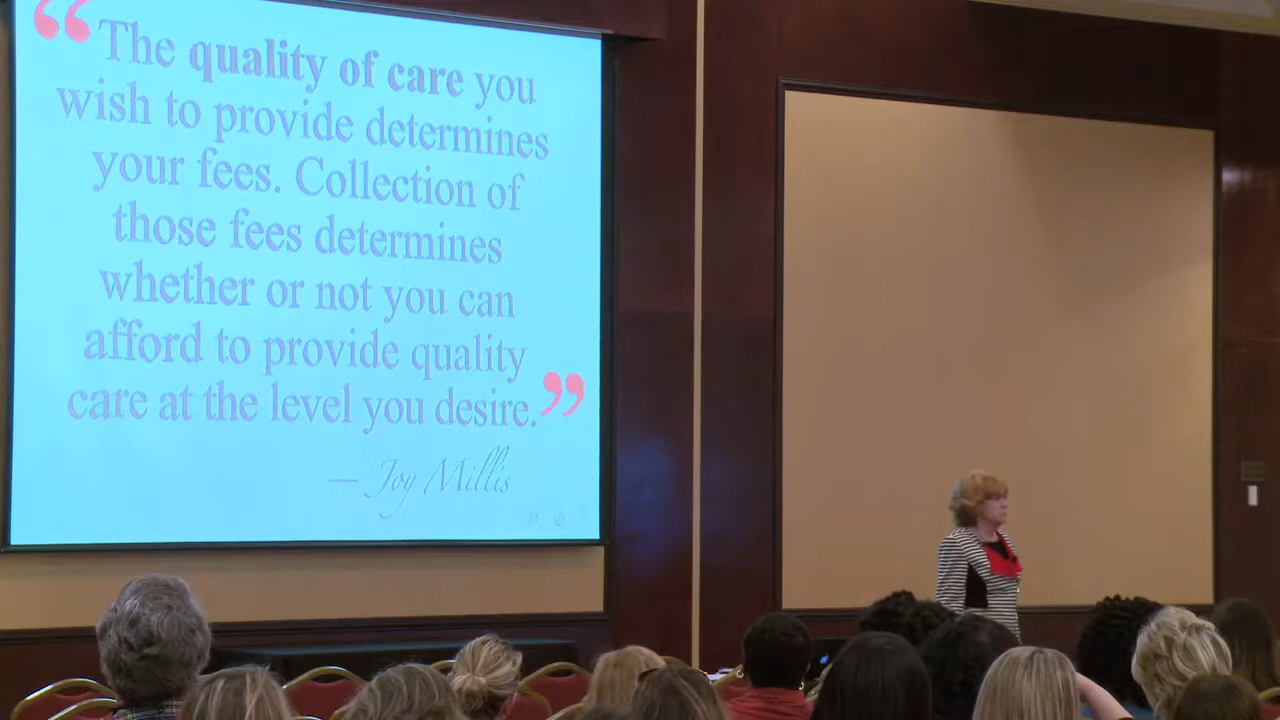 “The quality of care you
wish to provide determines
your fees. Collection of
those fees determines
whether or not you can
afford to provide quality
care at the level you desire.”
— Joy Millis